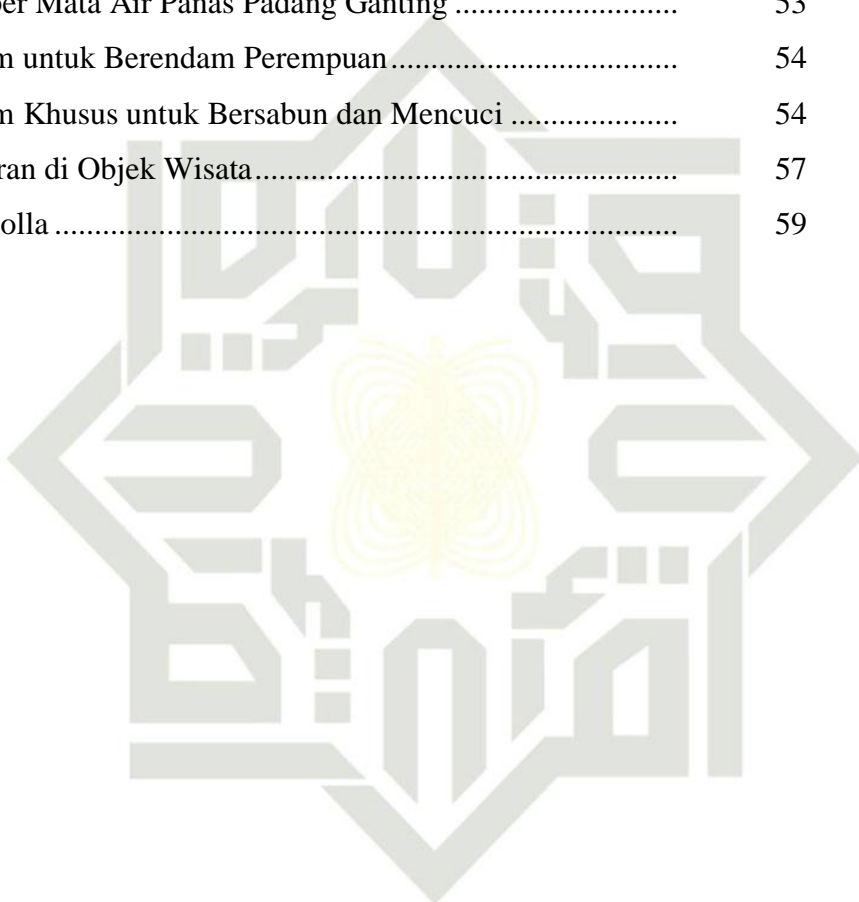 ber Mata Air Panas Padang Ganting ............................ 53
m untuk Berendam Perempuan.................................... 54
m Khusus untuk Bersabun dan Mencuci ..................... 54
ran di Objek Wisata..................................................... 57
olla .............................................................................. 59